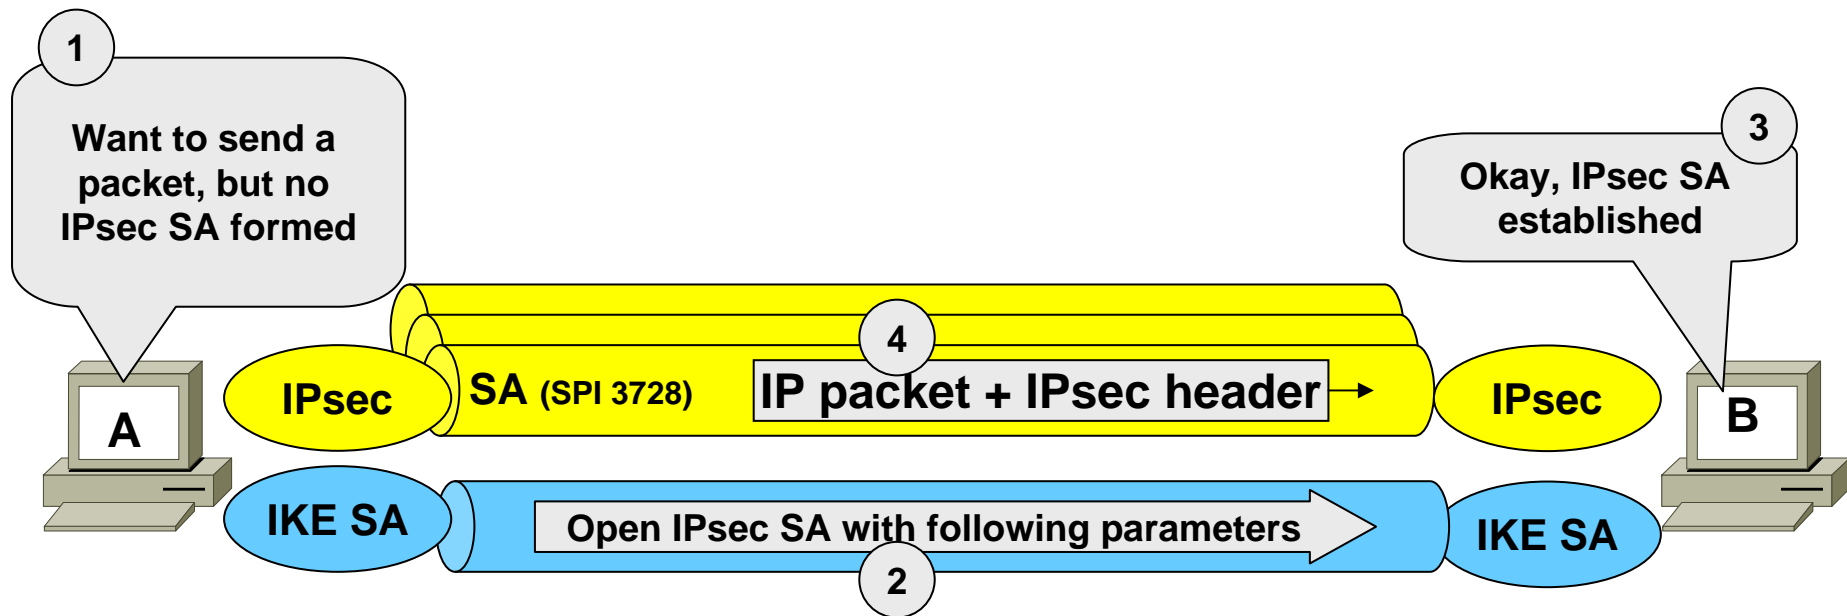 1
Want to send a
packet, but no
IPsec SA formed
3
Okay, IPsec SA
established
4
A
IPsec
SA (SPI 3728)
IP packet + IPsec header
IPsec
B
IKE SA
Open IPsec SA with following parameters
IKE SA
2